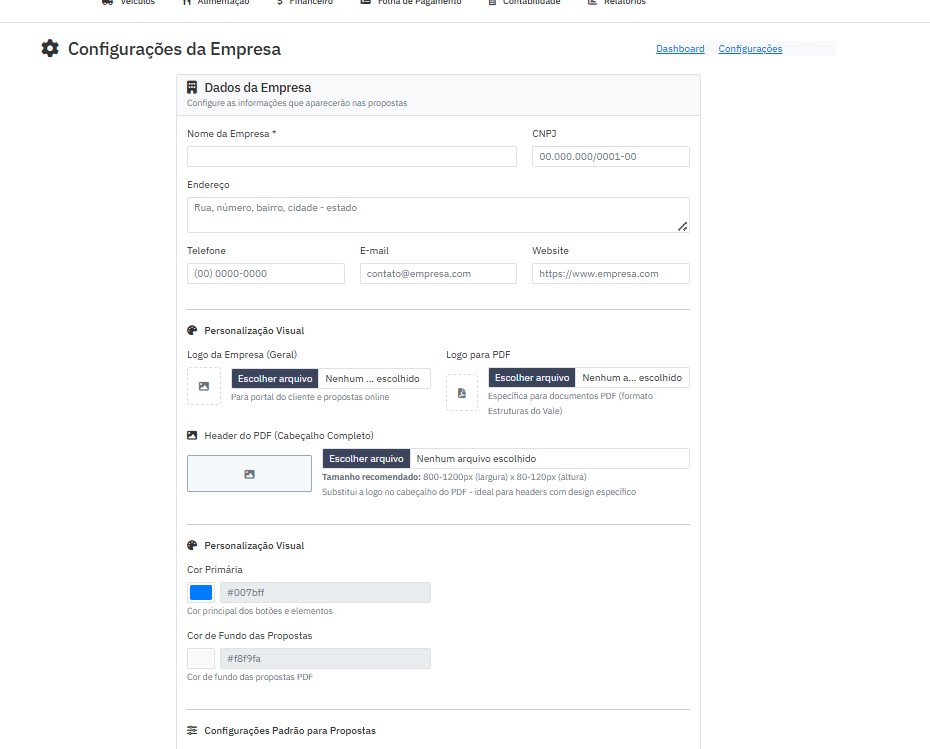 Veículos Alimentação $ Financeiro Folha de Pagamento Contabilidade Relatórios
Configurações da Empresa
Dashboard Configurações
Dados da Empresa
Configure as informações que aparecerão nas propostas
Nome da Empresa * CNPJ
00.000.000/0001-00
Endereço
Rua, número, bairro, cidade - estado
Telefone E-mail Website
(00) 0000-0000 contato@empresa.com https://www.empresa.com
Personalização Visual
Logo da Empresa (Geral) Logo para PDF
Escolher arquivo Nenhum ... escolhido Escolher arquivo Nenhum a... escolhido
Para portal do cliente e propostas online Específica para documentos PDF (formato
Estruturas do Vale)
Header do PDF (Cabeçalho Completo)
Escolher arquivo Nenhum arquivo escolhido
Tamanho recomendado: 800-1200px (largura) x 80-120px (altura)
Substitui a logo no cabeçalho do PDF - ideal para headers com design específico
Personalização Visual
Cor Primária
#007bff
Cor principal dos botões e elementos
Cor de Fundo das Propostas
#f8f9fa
Cor de fundo das propostas PDF
Configurações Padrão para Propostas